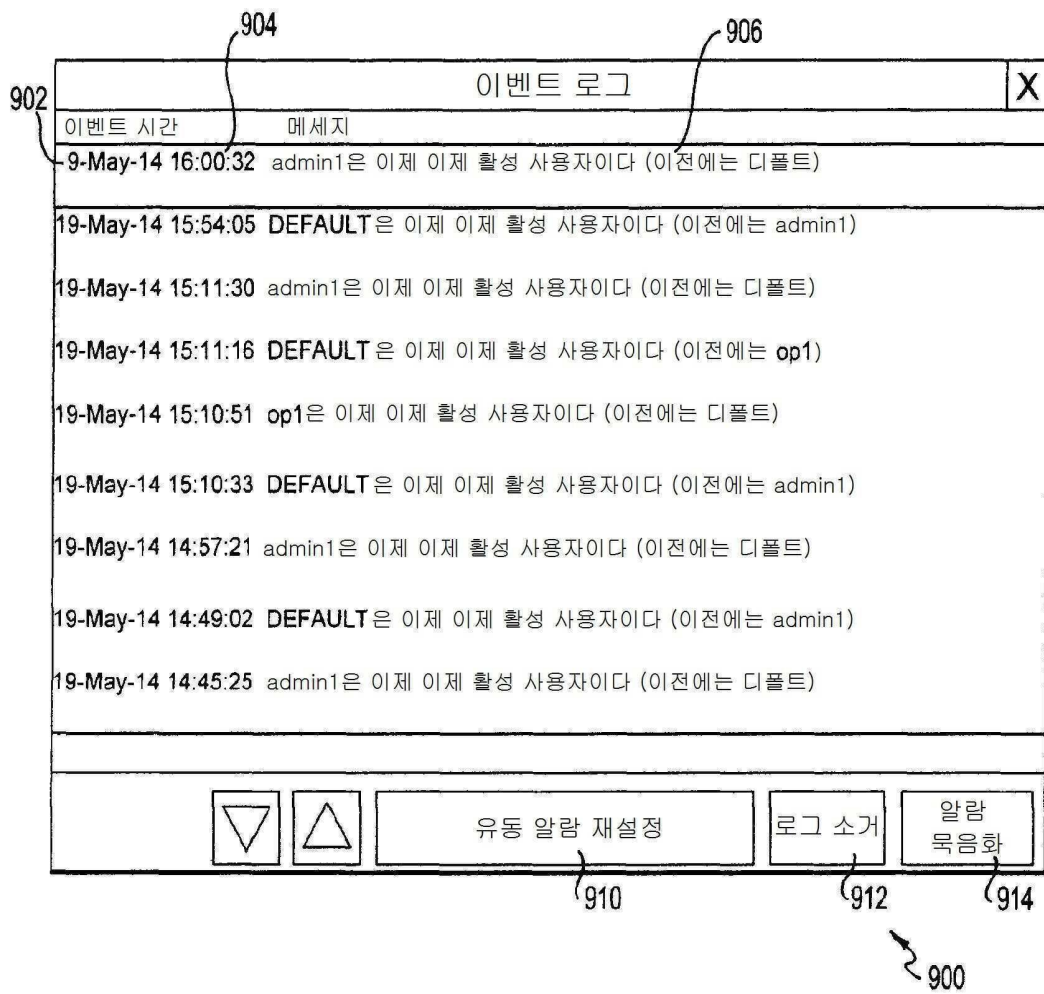 904
906
이벤트 로그 X
902
이벤트 시간 메세지
9-May-14 16:00:32 admin1은 이제 이제 활성 사용자이다 (이전에는 디폴트)
19-May-14 15:54:05 DEFAULT은 이제 이제 활성 사용자이다 (이전에는 admin1)
19-May-14 15:11:30 admin1은 이제 이제 활성 사용자이다 (이전에는 디폴트)
19-May-14 15:11:16 DEFAULT은 이제 이제 활성 사용자이다 (이전에는 op1)
19-May-14 15:10:51 op1은 이제 이제 활성 사용자이다 (이전에는 디폴트)
19-May-14 15:10:33 DEFAULT은 이제 이제 활성 사용자이다 (이전에는 admin1)
19-May-14 14:57:21 admin1은 이제 이제 활성 사용자이다 (이전에는 디폴트)
19-May-14 14:49:02 DEFAULT은 이제 이제 활성 사용자이다 (이전에는 admin1)
19-May-14 14:45:25 admin1은 이제 이제 활성 사용자이다 (이전에는 디폴트)
유동 알람 재설정
로그 소거
알람
묵음화
910
912
914
900